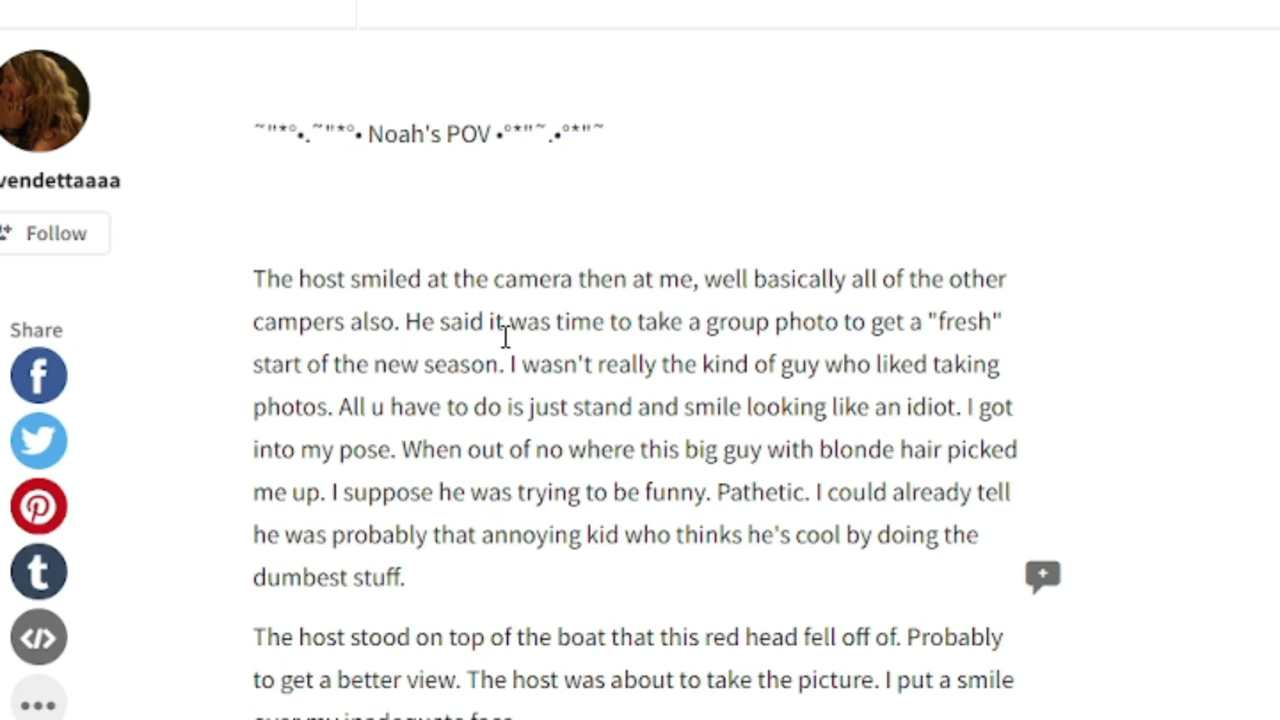 ~"*°•.~"*°• Noah's POV •°*"~.•°*"~
vendettaaaa
Follow
The host smiled at the camera then at me, well basically all of the other
campers also. He said it was time to take a group photo to get a "fresh"
start of the new season. I wasn't really the kind of guy who liked taking
photos. All u have to do is just stand and smile looking like an idiot. I got
into my pose. When out of no where this big guy with blonde hair picked
me up. I suppose he was trying to be funny. Pathetic. I could already tell
he was probably that annoying kid who thinks he's cool by doing the
dumbest stuff.
Share
The host stood on top of the boat that this red head fell off of. Probably
to get a better view. The host was about to take the picture. I put a smile
over my inadequate face.